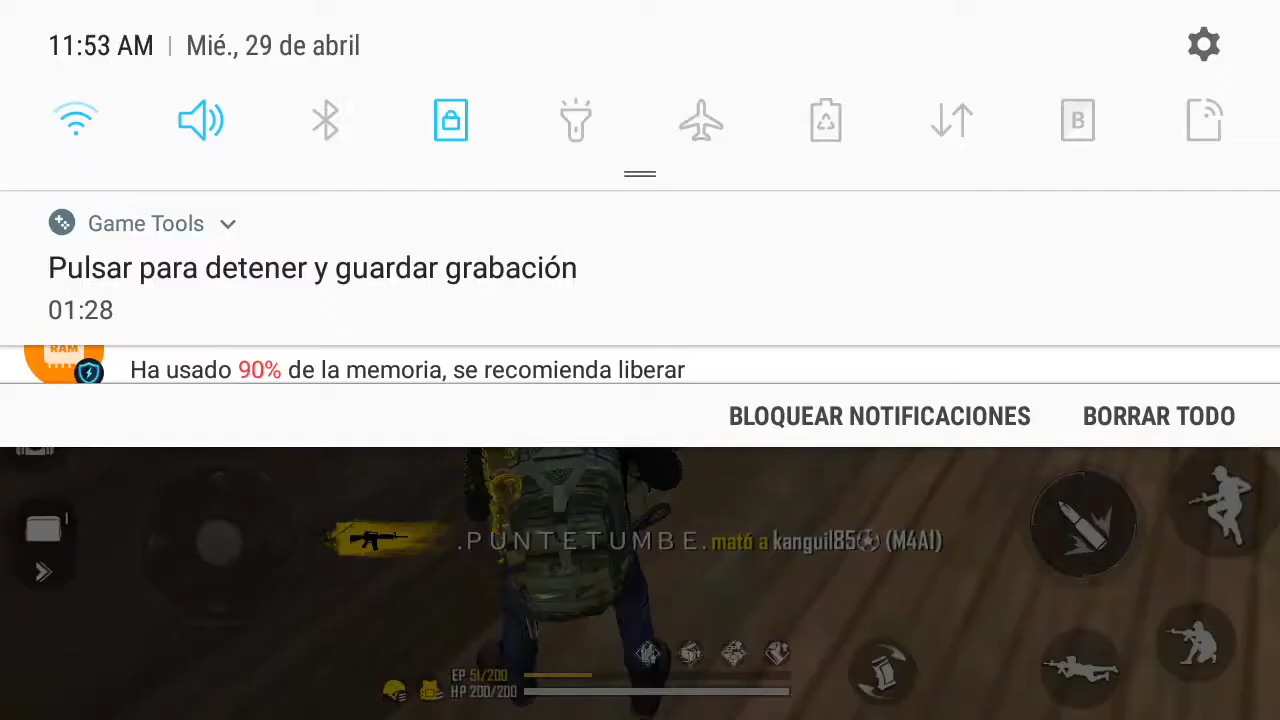 11:53 AM | Mié., 29 de abril
B
Game Tools
Pulsar para detener y guardar grabación
01:28
RAM
Ha usado 90% de la memoria, se recomienda liberar
BLOQUEAR NOTIFICACIONES BORRAR TODO
.PUNTETUMBE. mató a kanguil85⚽ (M4A1)
EP 51/200
HP 200/200